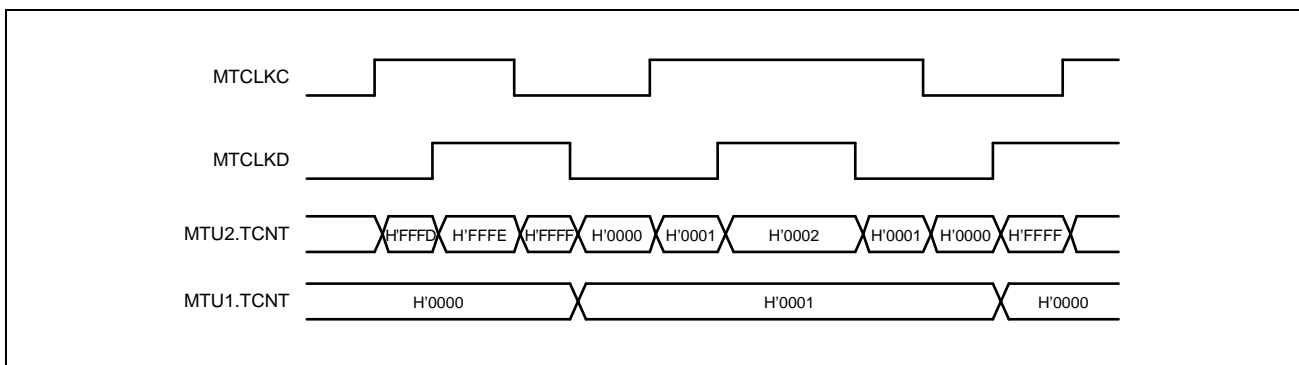 MTCLKC
MTCLKD
MTU2.TCNT H'FFFD H'FFFE H'FFFF H'0000 H'0001 H'0002 H'0001 H'0000 H'FFFF
MTU1.TCNT H'0000 H'0001 H'0000